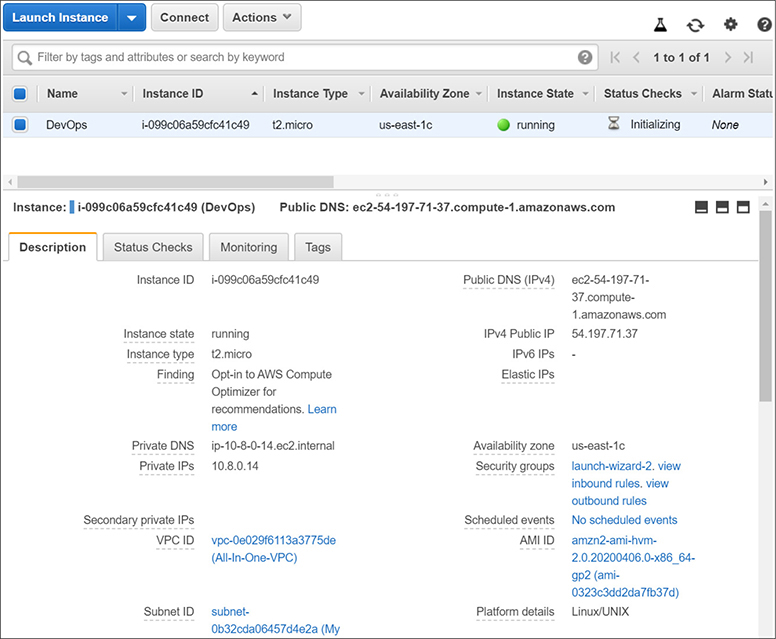 Launch Instance Connect Actions
Filter by tags and attributes or search by keyword 1 to 1 of 1
Name Instance ID Instance Type Availability Zone Instance State Status Checks Alarm Statu
DevOps i-099c06a59cfc41c49 t2.micro us-east-1c running Initializing None
Instance: i-099c06a59cfc41c49 (DevOps) Public DNS: ec2-54-197-71-37.compute-1.amazonaws.com
Description Status Checks Monitoring Tags
Instance ID i-099c06a59cfc41c49 Public DNS (IPv4) ec2-54-197-71-
37.compute-
1.amazonaws.com
Instance state running IPv4 Public IP 54.197.71.37
Instance type t2.micro IPv6 IPs -
Finding Opt-in to AWS Compute Elastic IPs
Optimizer for
recommendations. Learn
more
Private DNS ip-10-8-0-14.ec2.internal Availability zone us-east-1c
Private IPs 10.8.0.14 Security groups launch-wizard-2. view
inbound rules. view
outbound rules
Secondary private IPs Scheduled events No scheduled events
VPC ID vpc-0e029f6113a3775de AMI ID amzn2-ami-hvm-
(All-In-One-VPC) 2.0.20200406.0-x86_64-
gp2 (ami-
0323c3dd2da7fb37d)
Subnet ID subnet- Platform details Linux/UNIX
0b32cda06457d4e2a (My